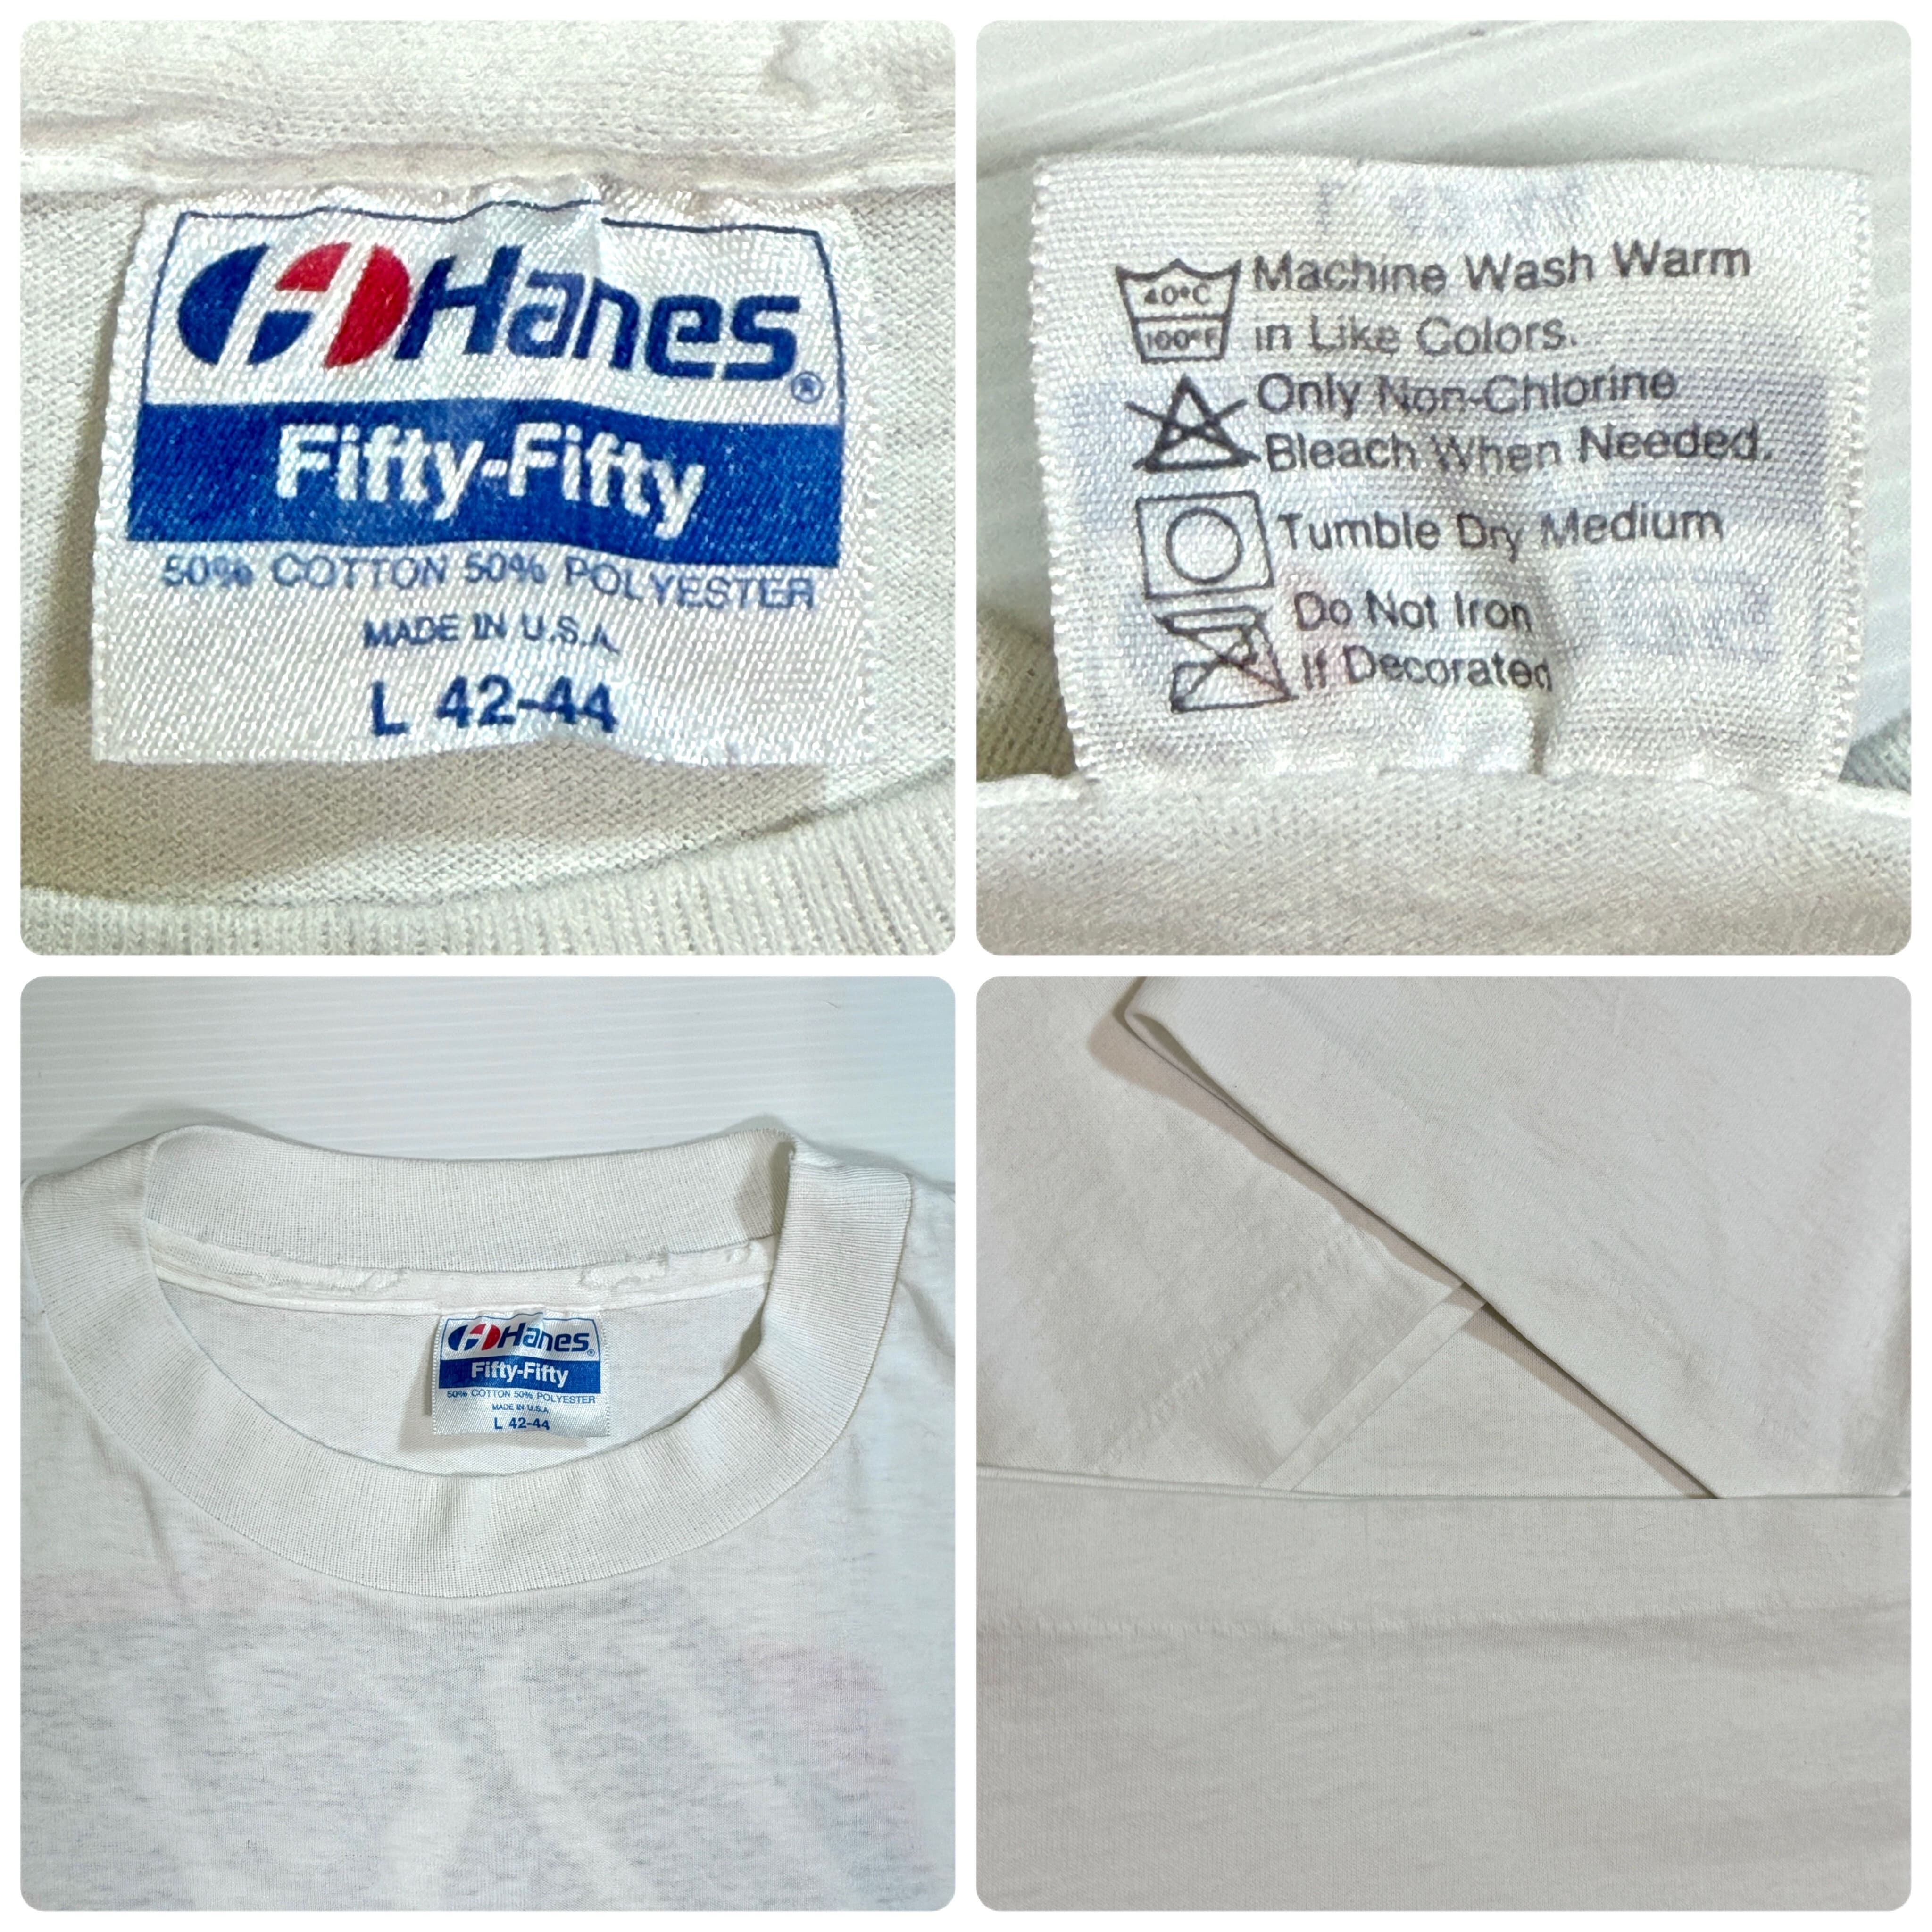 Hanes®
Fifty-Fifty
50% COTTON 50% POLYESTER
MADE IN U.S.A.
L 42-44
40°C
100°F
Machine Wash Warm
in Like Colors.
Only Non-Chlorine
Bleach When Needed.
Tumble Dry Medium
Do Not Iron
If Decorated
Hanes®
Fifty-Fifty
50% COTTON 50% POLYESTER
MADE IN U.S.A.
L 42-44